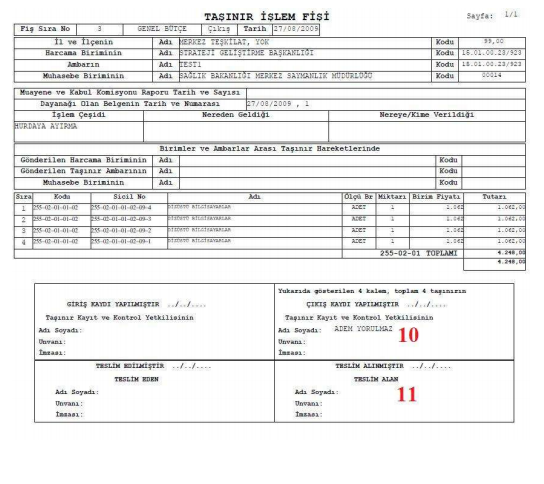 TAŞINIR İŞLEM FİŞİ Sayfa: 1/1
Fiş Sıra No 3 GENEL BÜTÇE Çıkış Tarih 27/08/2009
İl ve İlçenin Adı MERKEZ TEŞKİLAT, YOK Kodu 99,00
Harcama Biriminin Adı STRATEJİ GELİŞTİRME BAŞKANLIĞI Kodu 15.01.00.23/923
Ambarın Adı TEST1 Kodu 15.01.00.23/923
Muhasebe Biriminin Adı SAĞLIK BAKANLIĞI MERKEZ SAYMANLIK MÜDÜRLÜĞÜ Kodu 00014
Muayene ve Kabul Komisyonu Raporu Tarih ve Sayısı
Dayanağı Olan Belgenin Tarih ve Numarası 27/08/2009 , 1
İşlem Çeşidi Nereden Geldiği Nereye/Kime Verildiği
HURDAYA AYIRMA
Birimler ve Ambarlar Arası Taşınır Hareketlerinde
Gönderilen Harcama Biriminin Adı Kodu
Gönderilen Taşınır Ambarının Adı Kodu
Muhasebe Biriminin Adı Kodu
Sıra Kodu Sicil No Adı Ölçü Br Miktarı Birim Fiyatı Tutarı
1 255-02-01-01-02 255-02-01-01-02-09-4 DİZÜSTÜ BİLGİSAYARLAR ADET 1 1.062 1.062,00
2 255-02-01-01-02 255-02-01-01-02-09-3 DİZÜSTÜ BİLGİSAYARLAR ADET 1 1.062 1.062,00
3 255-02-01-01-02 255-02-01-01-02-09-2 DİZÜSTÜ BİLGİSAYARLAR ADET 1 1.062 1.062,00
4 255-02-01-01-02 255-02-01-01-02-09-1 DİZÜSTÜ BİLGİSAYARLAR ADET 1 1.062 1.062,00
255-02-01 TOPLAMI 4.248,00
4.248,00
Yukarıda gösterilen 4 kalem, toplam 4 taşınırın
GİRİŞ KAYDI YAPILMIŞTIR ../../.... ÇIKIŞ KAYDI YAPILMIŞTIR ../../....
Taşınır Kayıt ve Kontrol Yetkilisinin Taşınır Kayıt ve Kontrol Yetkilisinin
Adı Soyadı: Adı Soyadı: ADEM YORULMAZ 10
Unvanı: Unvanı:
İmzası: İmzası:
TESLİM EDİLMİŞTİR ../../.... TESLİM ALINMIŞTIR ../../....
TESLİM EDEN TESLİM ALAN
Adı Soyadı: Adı Soyadı: 11
Unvanı: Unvanı:
İmzası: İmzası: